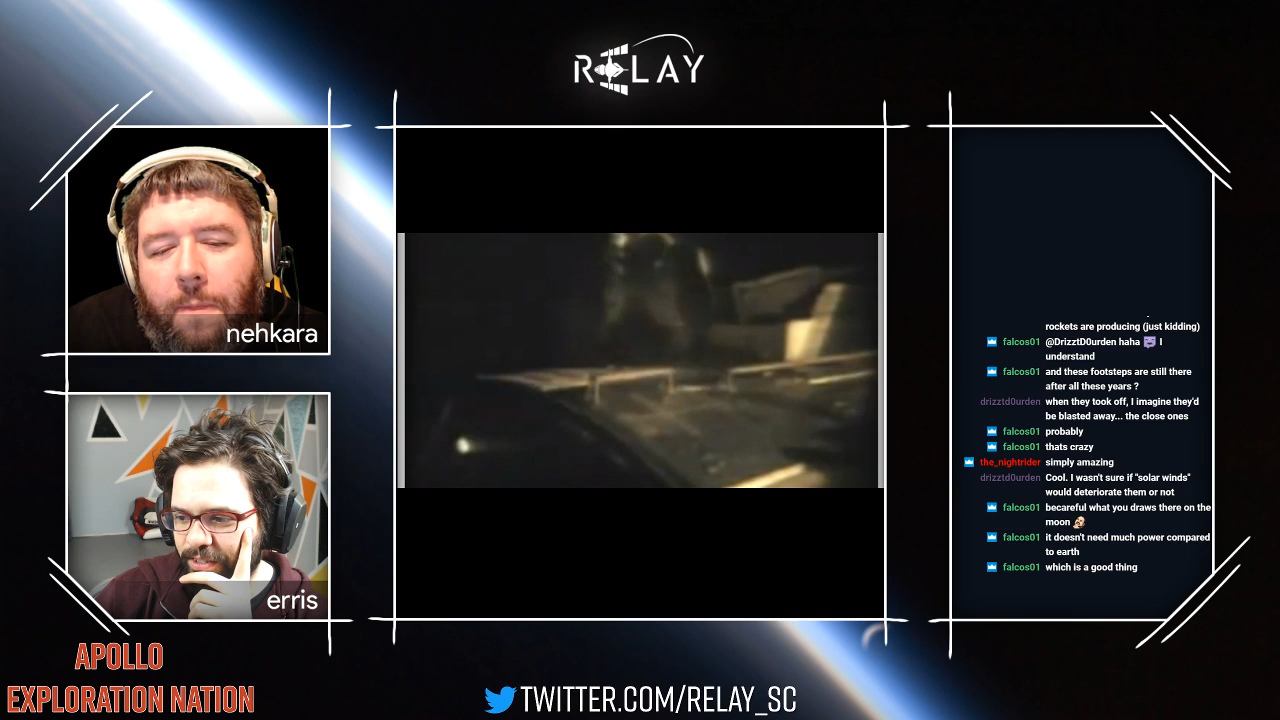 RELAY
nehkara
erris
rockets are producing (just kidding)
falcos01 @DrizztD0urden haha I
understand
falcos01 and these footsteps are still there
after all these years ?
drizztd0urden when they took off, I imagine they'd
be blasted away... the close ones
falcos01 probably
falcos01 thats crazy
the_nightrider simply amazing
drizztd0urden Cool. I wasn't sure if "solar winds"
would deteriorate them or not
falcos01 becareful what you draws there on the
moon
falcos01 it doesn't need much power compared
to earth
falcos01 which is a good thing
APOLLO
EXPLORATION NATION
TWITTER.COM/RELAY_SC